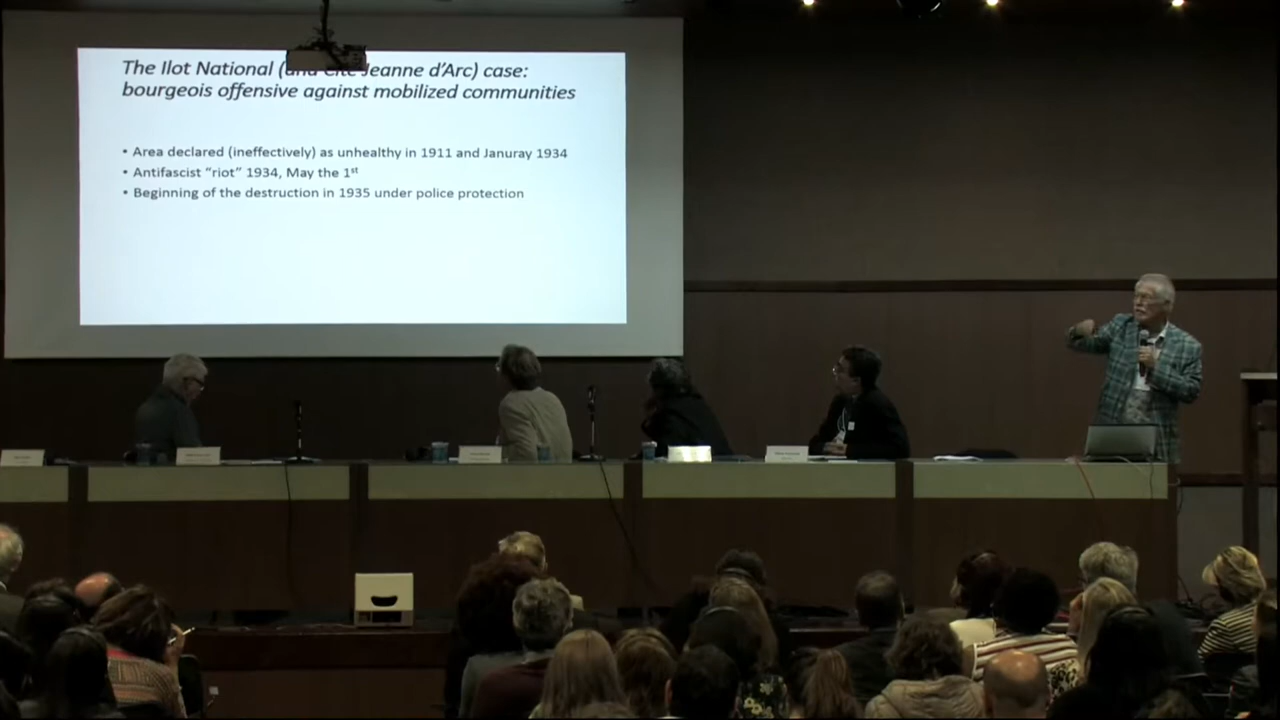 The Ilot National (and Cité Jeanne d'Arc) case:
bourgeois offensive against mobilized communities
• Area declared (ineffectively) as unhealthy in 1911 and Januray 1934
• Antifascist "riot" 1934, May the 1st
• Beginning of the destruction in 1935 under police protection